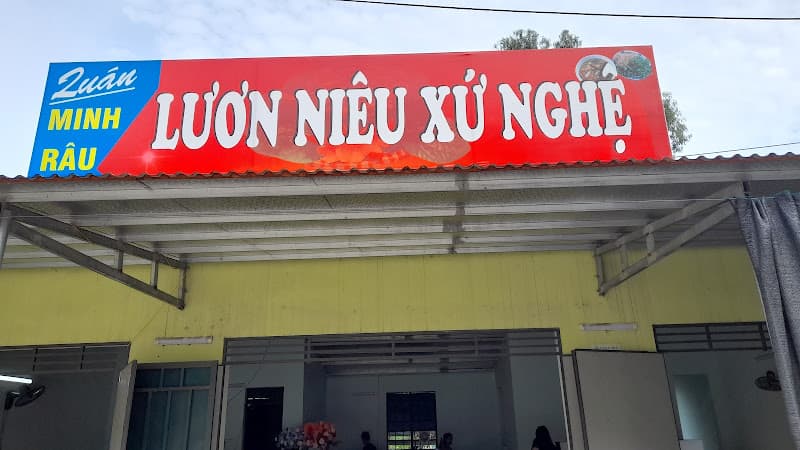 Quán
MINH
RÂU
LƯƠN NIÊU XỨ NGHỆ